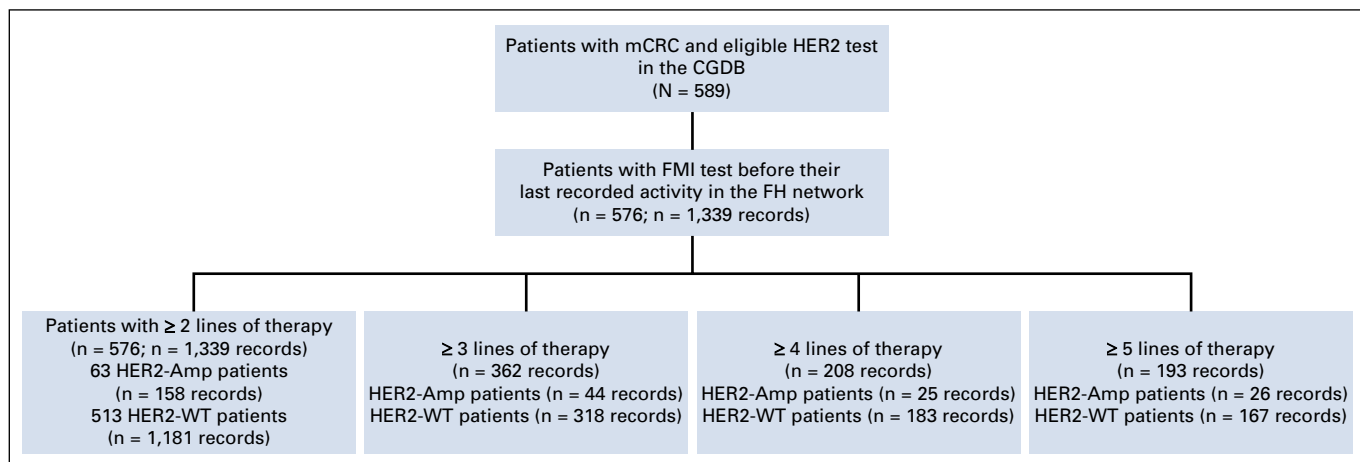 Patients with mCRC and eligible HER2 test
in the CGDB
(N = 589)
Patients with FMI test before their
last recorded activity in the FH network
(n = 576; n = 1,339 records)
Patients with ≥ 2 lines of therapy
(n = 576; n = 1,339 records)
63 HER2-Amp patients
(n = 158 records)
513 HER2-WT patients
(n = 1,181 records)
≥ 3 lines of therapy
(n = 362 records)
HER2-Amp patients (n = 44 records)
HER2-WT patients (n = 318 records)
≥ 4 lines of therapy
(n = 208 records)
HER2-Amp patients (n = 25 records)
HER2-WT patients (n = 183 records)
≥ 5 lines of therapy
(n = 193 records)
HER2-Amp patients (n = 26 records)
HER2-WT patients (n = 167 records)